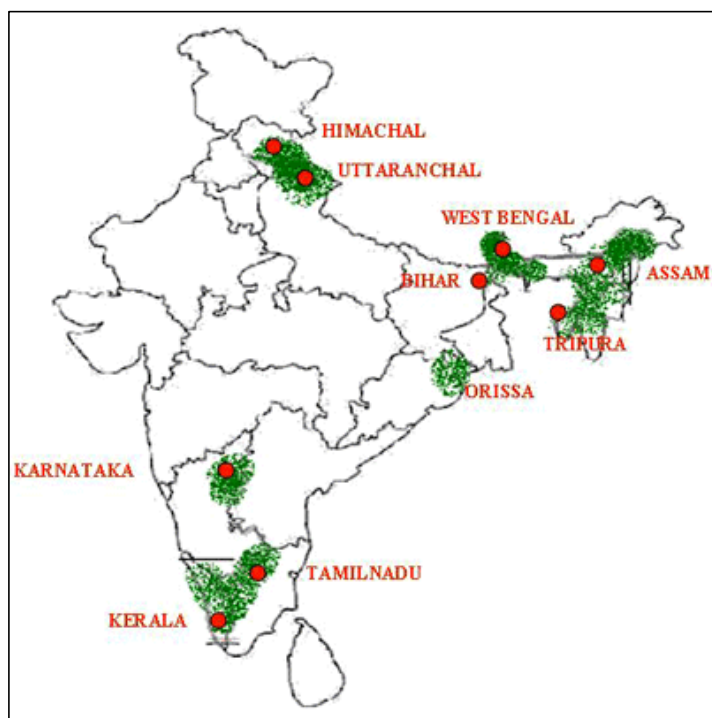 HIMACHAL
UTTARANCHAL
WEST BENGAL
BIHAR
ASSAM
TRIPURA
ORISSA
KARNATAKA
TAMILNADU
KERALA